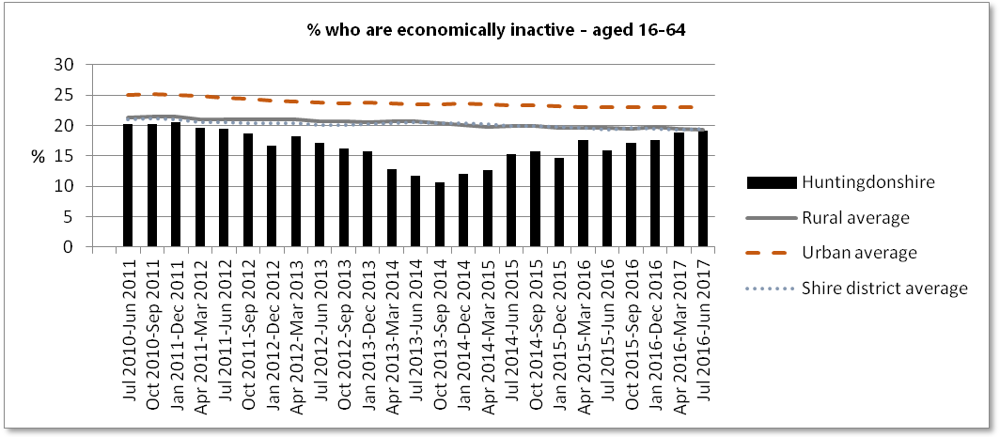 % who are economically inactive - aged 16-64
30
25
20
15
10
5
0
%
Jul 2010-Jun 2011
Oct 2010-Sep 2011
Jan 2011-Dec 2011
Apr 2011-Mar 2012
Jul 2011-Jun 2012
Oct 2011-Sep 2012
Jan 2012-Dec 2012
Apr 2012-Mar 2013
Jul 2012-Jun 2013
Oct 2012-Sep 2013
Jan 2013-Dec 2013
Apr 2013-Mar 2014
Jul 2013-Jun 2014
Oct 2013-Sep 2014
Jan 2014-Dec 2014
Apr 2014-Mar 2015
Jul 2014-Jun 2015
Oct 2014-Sep 2015
Jan 2015-Dec 2015
Apr 2015-Mar 2016
Jul 2015-Jun 2016
Oct 2015-Sep 2016
Jan 2016-Dec 2016
Apr 2016-Mar 2017
Jul 2016-Jun 2017
Huntingdonshire
Rural average
Urban average
Shire district average